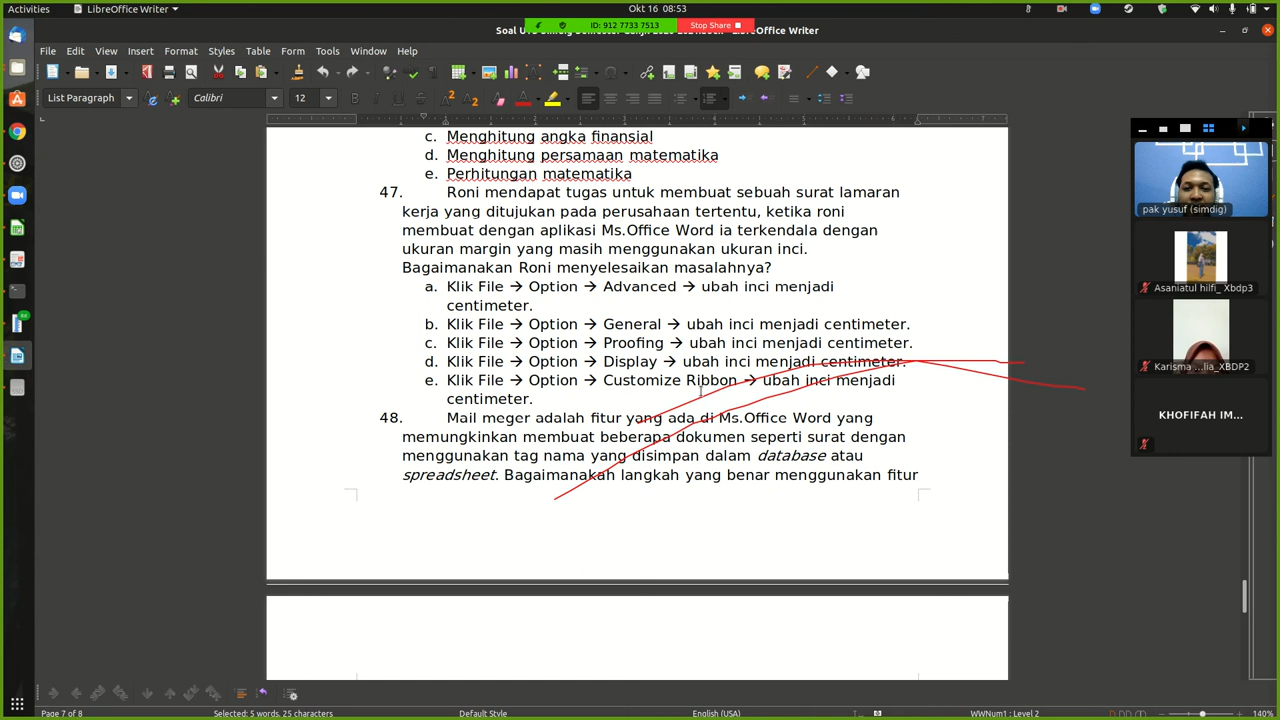 Activities
LibreOffice Writer
Okt 16 08:53
ID: 912 7733 7513
Stop Share
LibreOffice Writer
File Edit View Insert Format Styles Table Form Tools Window Help
List Paragraph
Calibri
12
c. Menghitung angka finansial
d. Menghitung persamaan matematika
e. Perhitungan matematika
47. Roni mendapat tugas untuk membuat sebuah surat lamaran
kerja yang ditujukan pada perusahaan tertentu, ketika roni
membuat dengan aplikasi Ms.Office Word ia terkendala dengan
ukuran margin yang masih menggunakan ukuran inci.
Bagaimanakan Roni menyelesaikan masalahnya?
a. Klik File → Option → Advanced → ubah inci menjadi
centimeter.
b. Klik File → Option → General → ubah inci menjadi centimeter.
c. Klik File → Option → Proofing → ubah inci menjadi centimeter.
d. Klik File → Option → Display → ubah inci menjadi centimeter.
e. Klik File → Option → Customize Ribbon → ubah inci menjadi
centimeter.
48. Mail meger adalah fitur yang ada di Ms.Office Word yang
memungkinkan membuat beberapa dokumen seperti surat dengan
menggunakan tag nama yang disimpan dalam database atau
spreadsheet. Bagaimanakah langkah yang benar menggunakan fitur
pak yusuf (simdig)
Asaniatul hilfi_ Xbdp3
Karisma ...lia_XBDP2
KHOFIFAH IM...
Page 7 of 8
Selected: 5 words, 25 characters
Default Style
English (USA)
WWNum1 : Level 2
140%